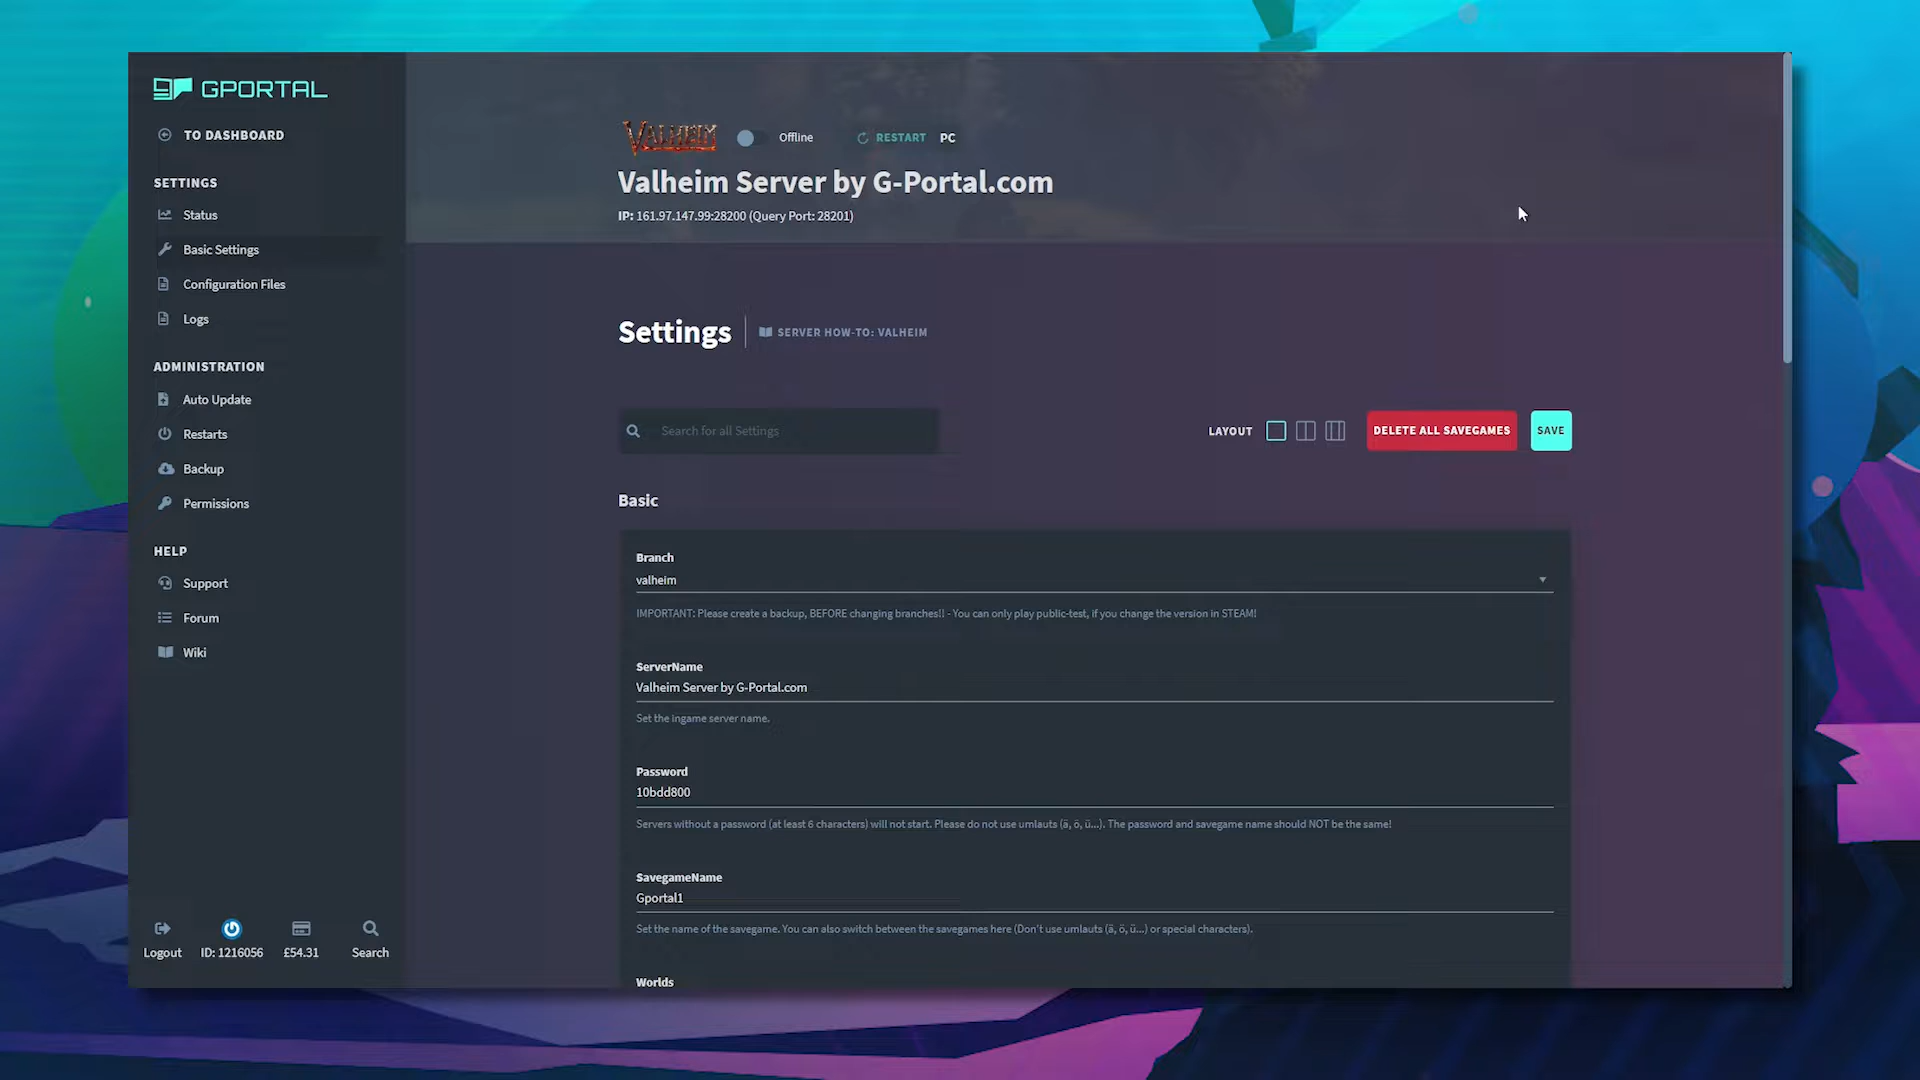 GPORTAL
TO DASHBOARD
SETTINGS
Status
Basic Settings
Configuration Files
Logs
ADMINISTRATION
Auto Update
Restarts
Backup
Permissions
HELP
Support
Forum
Wiki
Logout
ID: 1216056
£54.31
Search
VALHEIM
Offline
RESTART
PC
Valheim Server by G-Portal.com
IP: 161.97.147.99:28200 (Query Port: 28201)
Settings
SERVER HOW-TO: VALHEIM
Search for all Settings
LAYOUT
DELETE ALL SAVEGAMES
SAVE
Basic
Branch
valheim
IMPORTANT: Please create a backup, BEFORE changing branches!! - You can only play public-test, if you change the version in STEAM!
ServerName
Valheim Server by G-Portal.com
Set the ingame server name.
Password
10bdd800
Servers without a password (at least 6 characters) will not start. Please do not use umlauts (ä, ö, ü...). The password and savegame name should NOT be the same!
SavegameName
Gportal1
Set the name of the savegame. You can also switch between the savegames here (Don't use umlauts (ä, ö, ü...) or special characters).
Worlds